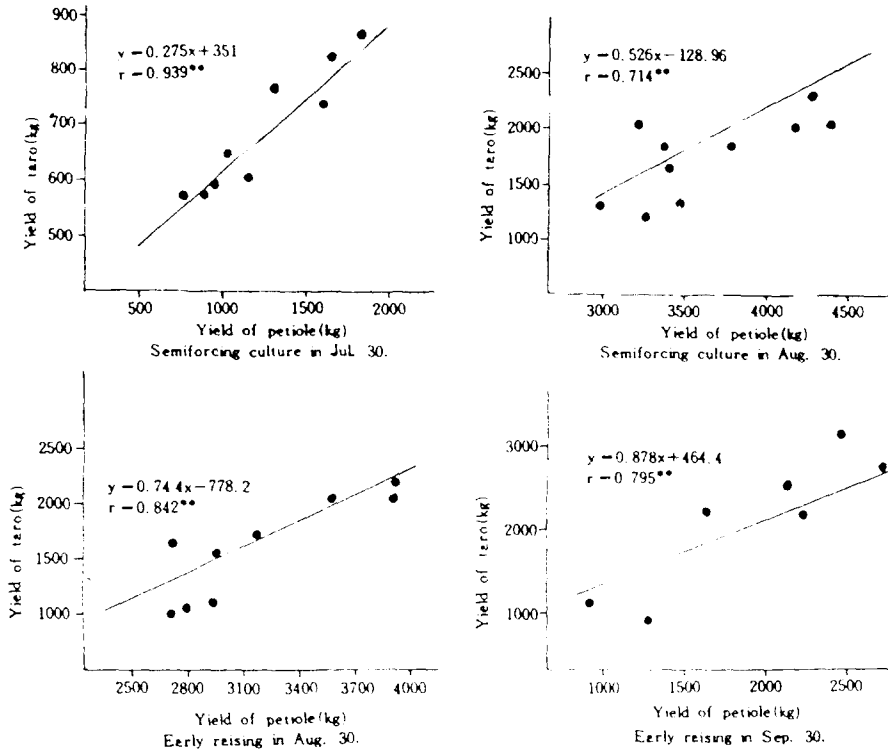 900
800
700
600
500
y=0.275x+351
r=0.939**
Yield of taro(kg)
500 1000 1500 2000
Yield of petiole(kg)
Semiforcing culture in Jul. 30.
y=0.526x-128.96
r=0.714**
2500
2000
1500
1000
Yield of taro(kg)
3000 3500 4000 4500
Yield of petiole(kg)
Semiforcing culture in Aug. 30.
2500
2000
1500
1000
y=0.744x-778.2
r=0.842**
Yield of taro(kg)
2500 2800 3100 3400 3700 4000
Yield of petiole(kg)
Early raising in Aug. 30.
3000
2000
1000
y=0.878x+464.4
r=0.795**
Yield of taro(kg)
1000 1500 2000 2500
Yield of petiole(kg)
Early raising in Sep. 30.